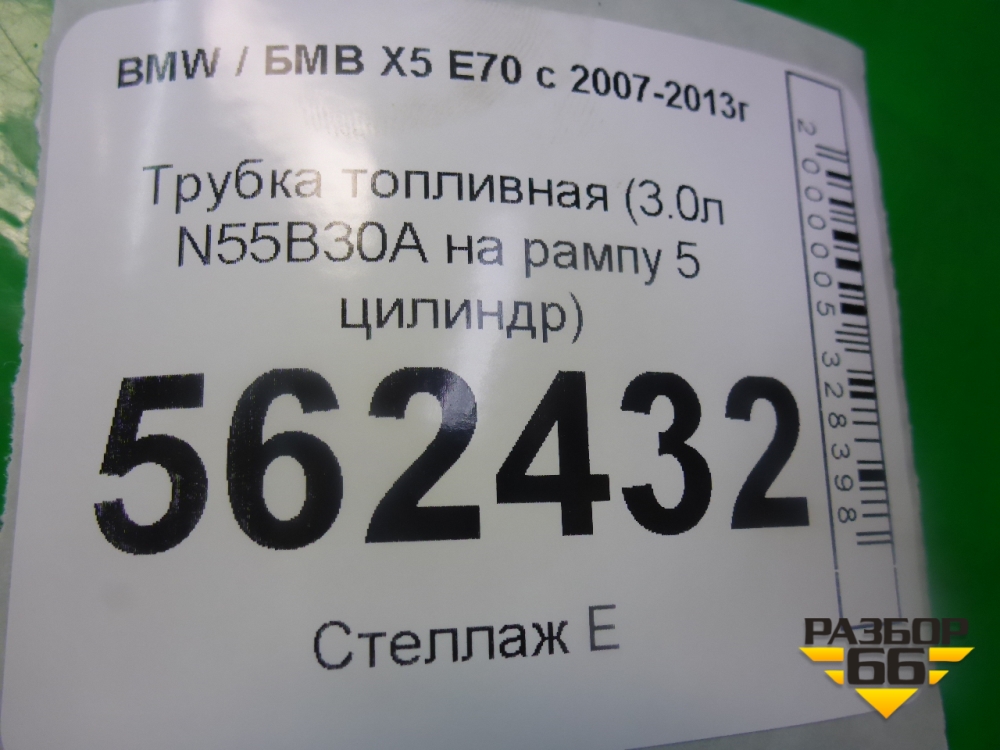 BMW / БМВ X5 E70 с 2007-2013г
Трубка топливная (3.0л
N55B30A на рампу 5
цилиндр)
562432
Стеллаж Е
2000005328398
РАЗБОР
66